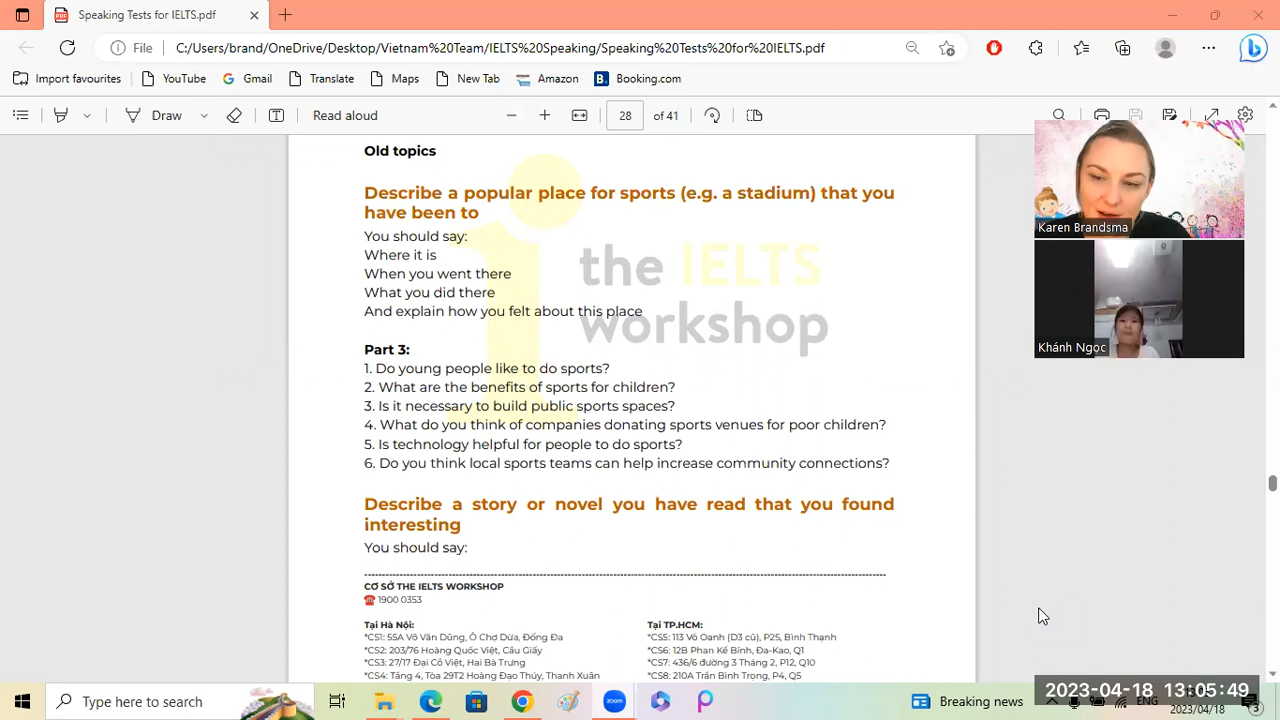 Speaking Tests for IELTS.pdf
File C:/Users/brand/OneDrive/Desktop/Vietnam%20Team/IELTS%20Speaking/Speaking%20Tests%20for%20IELTS.pdf
Import favourites YouTube Gmail Translate Maps New Tab Amazon Booking.com
Draw Read aloud 28 of 41
Old topics
Describe a popular place for sports (e.g. a stadium) that you
have been to
You should say:
Where it is
When you went there
What you did there
And explain how you felt about this place
the IELTS
workshop
Part 3:
1. Do young people like to do sports?
2. What are the benefits of sports for children?
3. Is it necessary to build public sports spaces?
4. What do you think of companies donating sports venues for poor children?
5. Is technology helpful for people to do sports?
6. Do you think local sports teams can help increase community connections?
Describe a story or novel you have read that you found
interesting
You should say:
CƠ SỞ THE IELTS WORKSHOP
1900 0353
Tại Hà Nội:
*CS1: 55A Võ Văn Dũng, Ô Chợ Dừa, Đống Đa
*CS2: 203/76 Hoàng Quốc Việt, Cầu Giấy
*CS3: 27/17 Đại Cồ Việt, Hai Bà Trưng
*CS4: Tầng 4, Tòa 29T2 Hoàng Đạo Thúy, Thanh Xuân
Tại TP.HCM:
*CS5: 113 Võ Oanh (D3 cũ), P25, Bình Thạnh
*CS6: 12B Phan Kế Bính, Đa-Kao, Q1
*CS7: 436/6 đường 3 Tháng 2, P12, Q10
*CS8: 210A Trần Bình Trọng, P4, Q5
Karen Brandsma
Khánh Ngọc
Type here to search
zoom
Breaking news
ENG
2023-04-18 13:05:49
2023/04/18
3